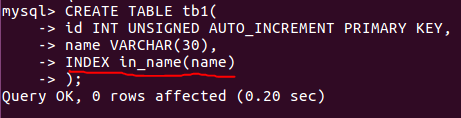 mysql> CREATE TABLE tb1(
-> id INT UNSIGNED AUTO_INCREMENT PRIMARY KEY,
-> name VARCHAR(30),
-> INDEX in_name(name)
-> );
Query OK, 0 rows affected (0.20 sec)